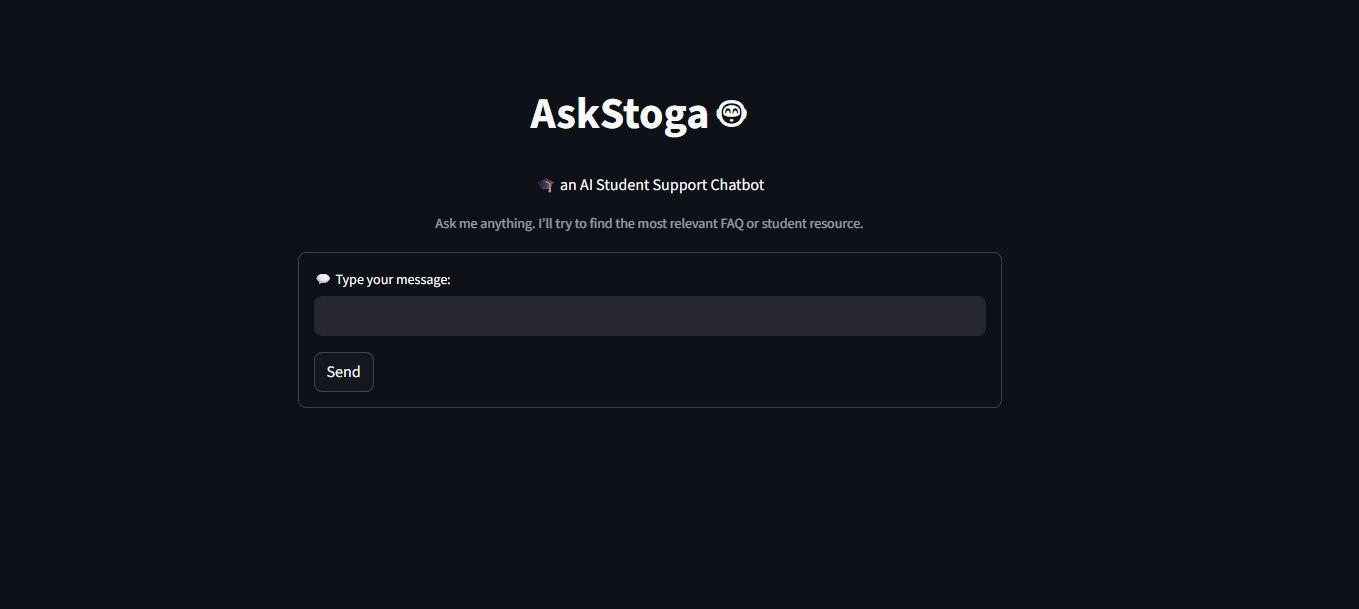 AskStoga
🎓 an AI Student Support Chatbot
Ask me anything. I’ll try to find the most relevant FAQ or student resource.
💬 Type your message:
Send